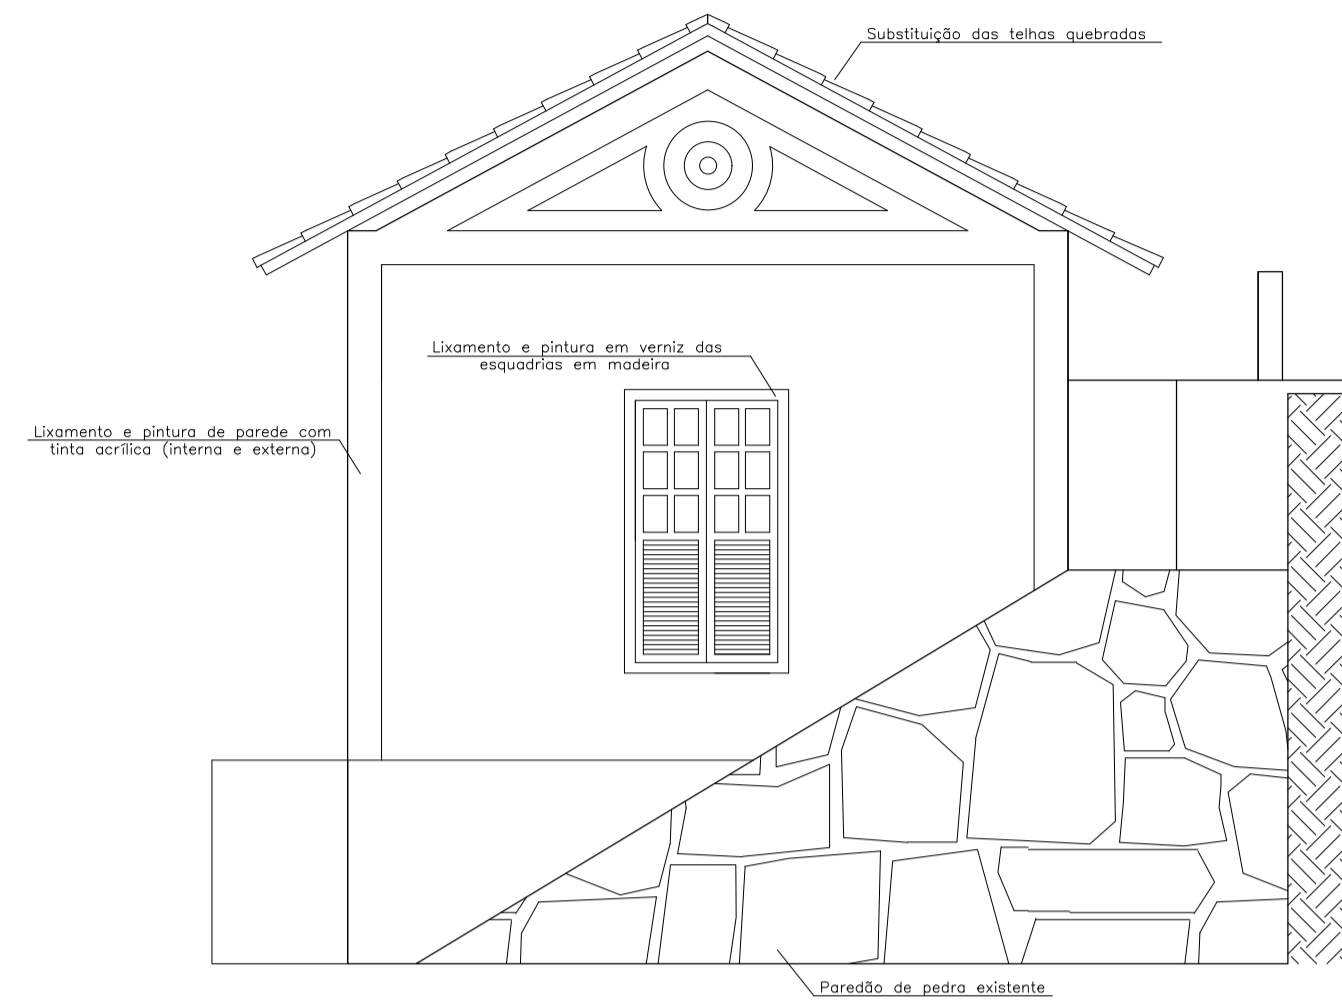 Substituição das telhas quebradas
Lixamento e pintura em verniz das
esquadrias em madeira
Lixamento e pintura de parede com
tinta acrílica (interna e externa)
Paredão de pedra existente